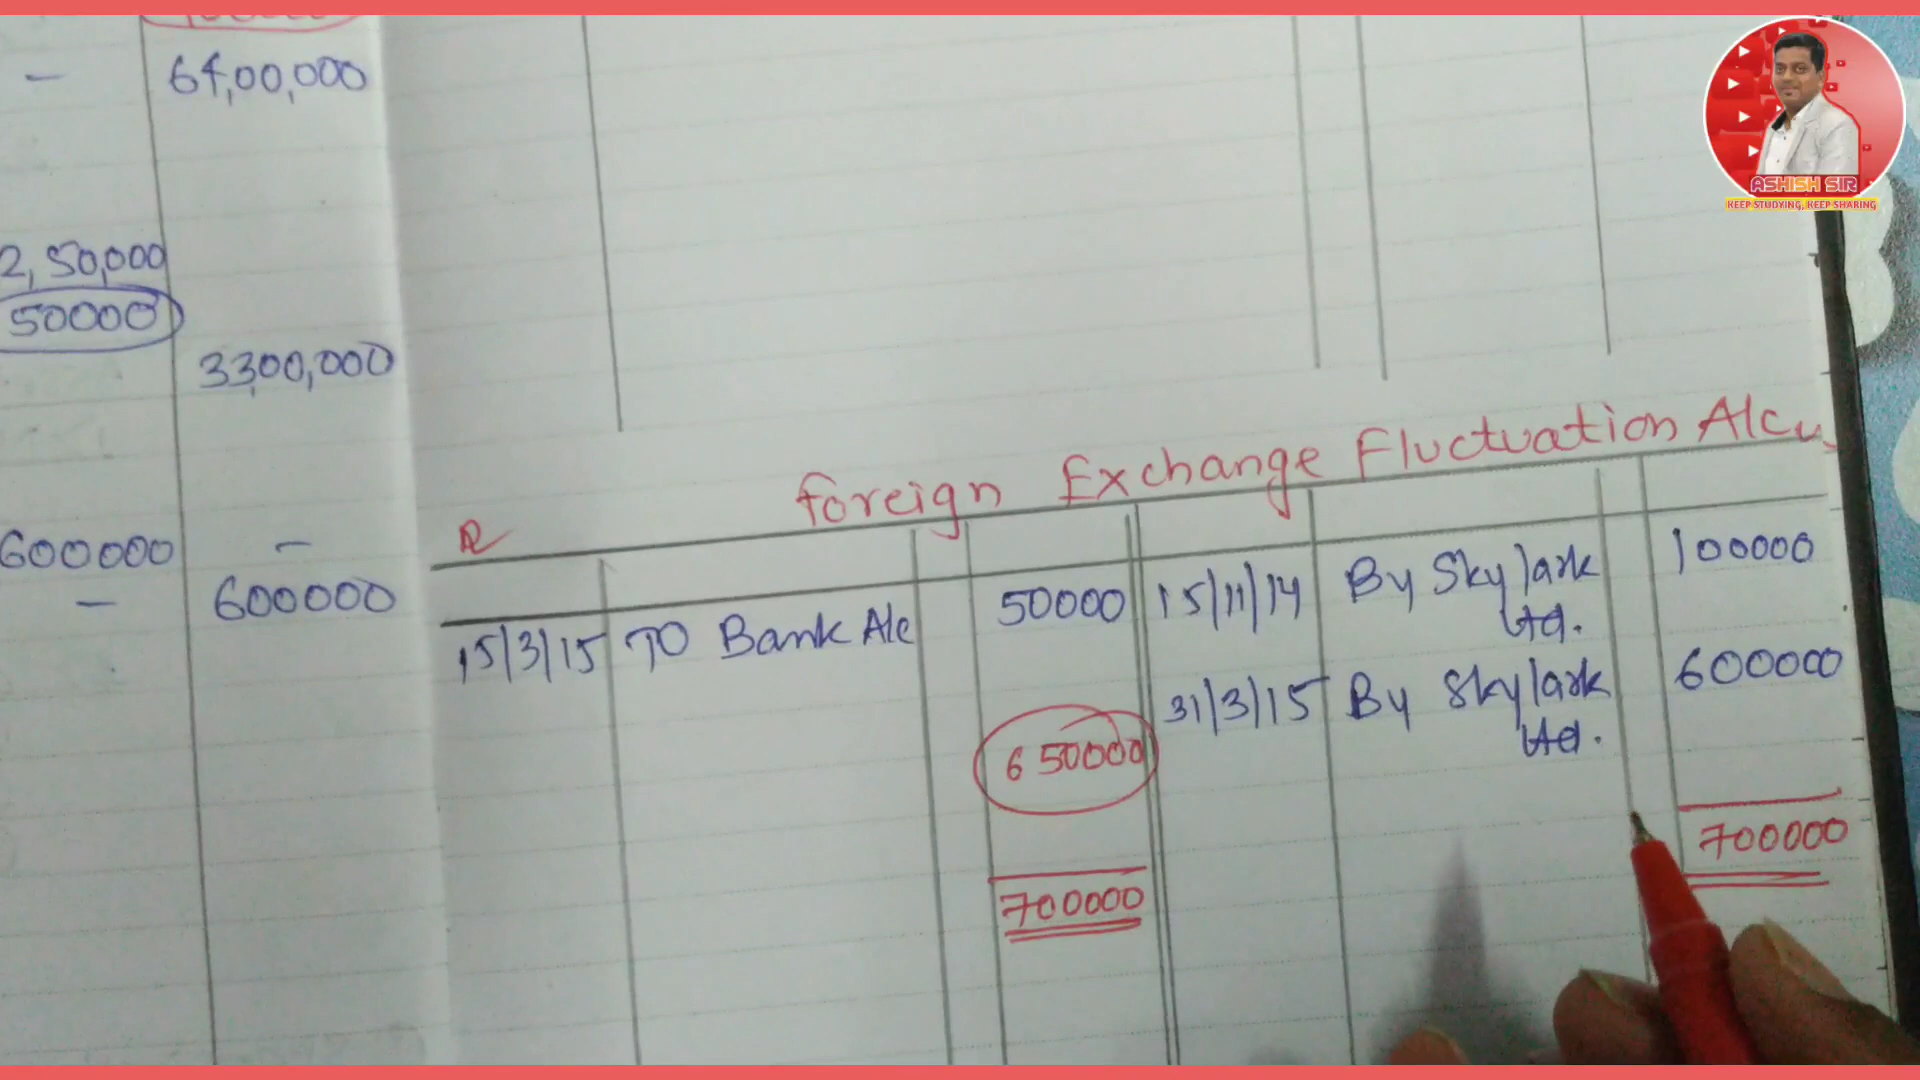 - 64,00,000
2,50,000
50000
3300,000
600000 -
- 600000
Foreign Exchange Fluctuation A/c
Dr
15/3/15 TO Bank A/c 50000
650000
700000
15/11/14 By Skylark Ltd. 100000
31/3/15 By Skylark Ltd. 600000
700000
ASHISH SIR
KEEP STUDYING, KEEP SHARING